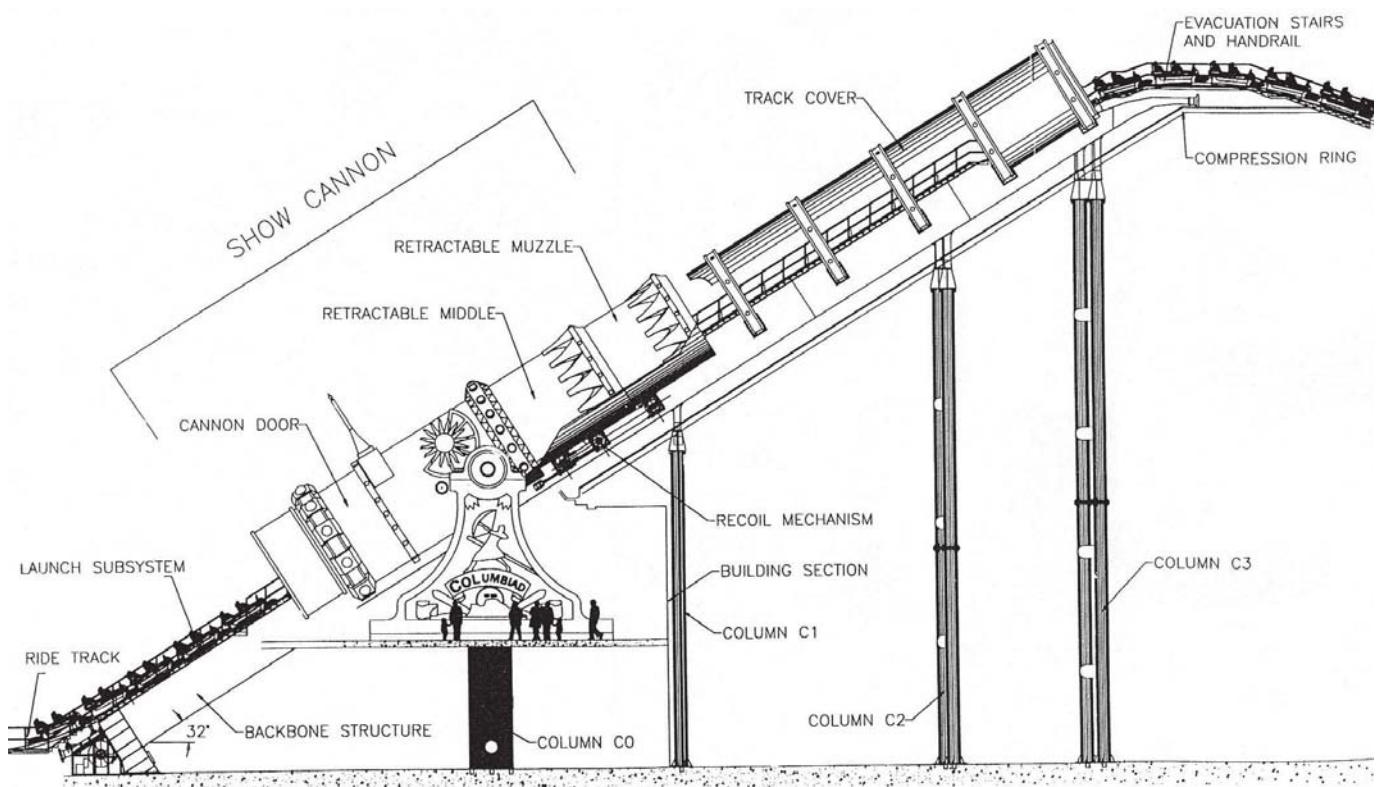 EVACUATION STAIRS
AND HANDRAIL
TRACK COVER
COMPRESSION RING
SHOW CANNON
RETRACTABLE MUZZLE
RETRACTABLE MIDDLE
CANNON DOOR
RECOIL MECHANISM
LAUNCH SUBSYSTEM
BUILDING SECTION
COLUMN C3
COLUMBIAD
COLUMN C1
RIDE TRACK
32°
BACKBONE STRUCTURE
COLUMN C0
COLUMN C2